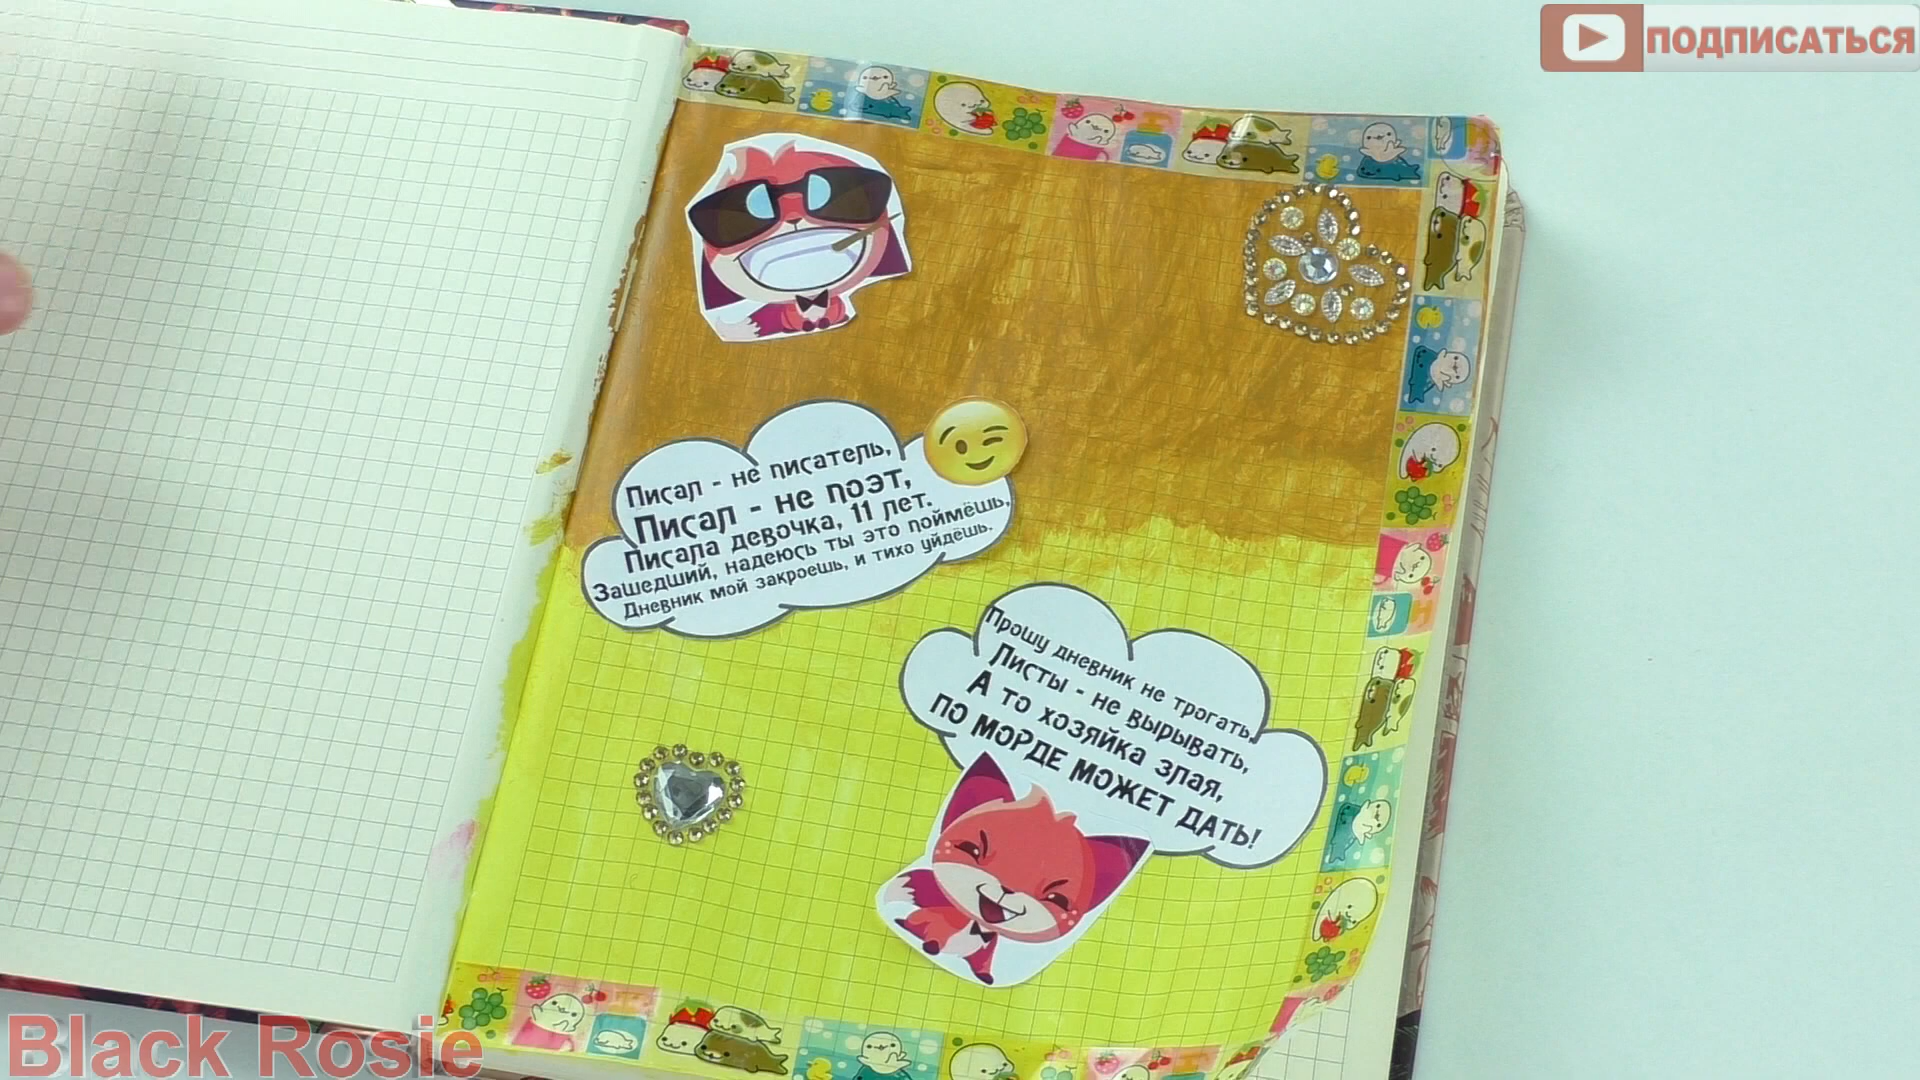 ПОДПИСАТЬСЯ
Писал - не писатель,
Писал - не поэт,
Писала девочка, 11 лет.
Зашедший, надеюсь ты это поймёшь,
Дневник мой закроешь, и тихо уйдёшь.
Прошу дневник не трогать,
Листы - не вырывать,
А то хозяйка злая,
ПО МОРДЕ МОЖЕТ ДАТЬ!
Black Rosie